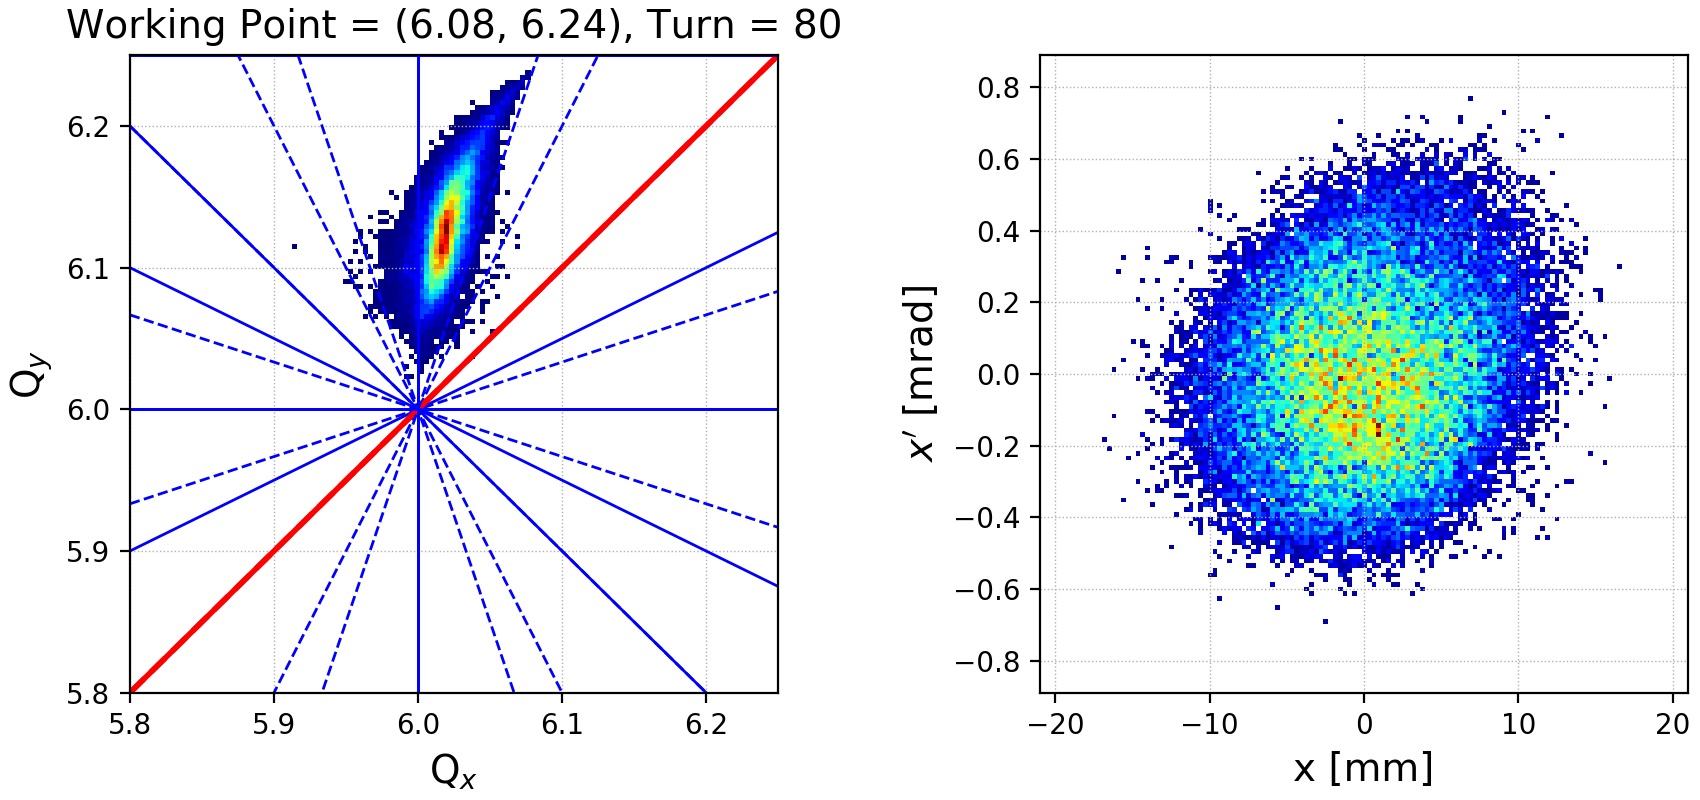 Working Point = (6.08, 6.24), Turn = 80
6.2
6.1
6.0
5.9
5.8
Q_y
5.8 5.9 6.0 6.1 6.2
Q_x
0.8
0.6
0.4
0.2
0.0
−0.2
−0.4
−0.6
−0.8
x′ [mrad]
−20 −10 0 10 20
x [mm]